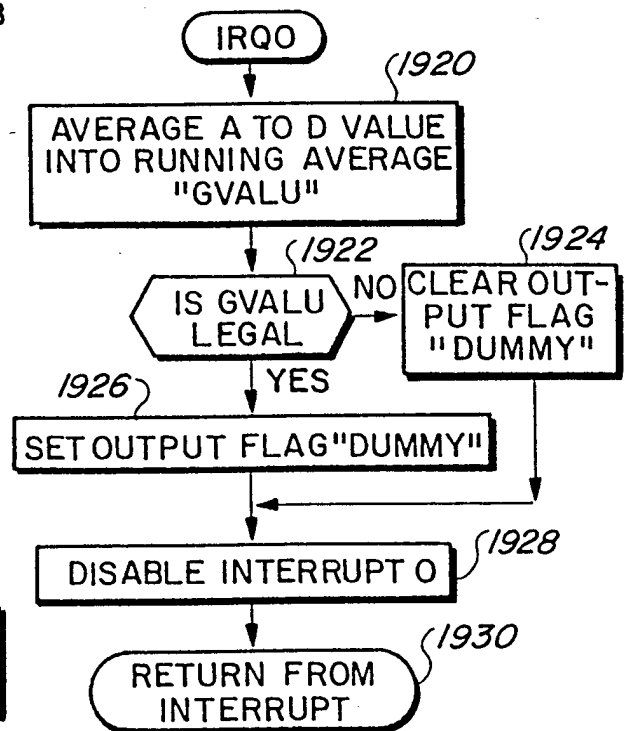 IRQO
1920
AVERAGE A TO D VALUE
INTO RUNNING AVERAGE
"GVALU"
1922
IS GVALU
LEGAL
NO
1924
CLEAR OUT-
PUT FLAG
"DUMMY"
YES
1926
SET OUTPUT FLAG "DUMMY"
DISABLE INTERRUPT O
1928
1930
RETURN FROM
INTERRUPT